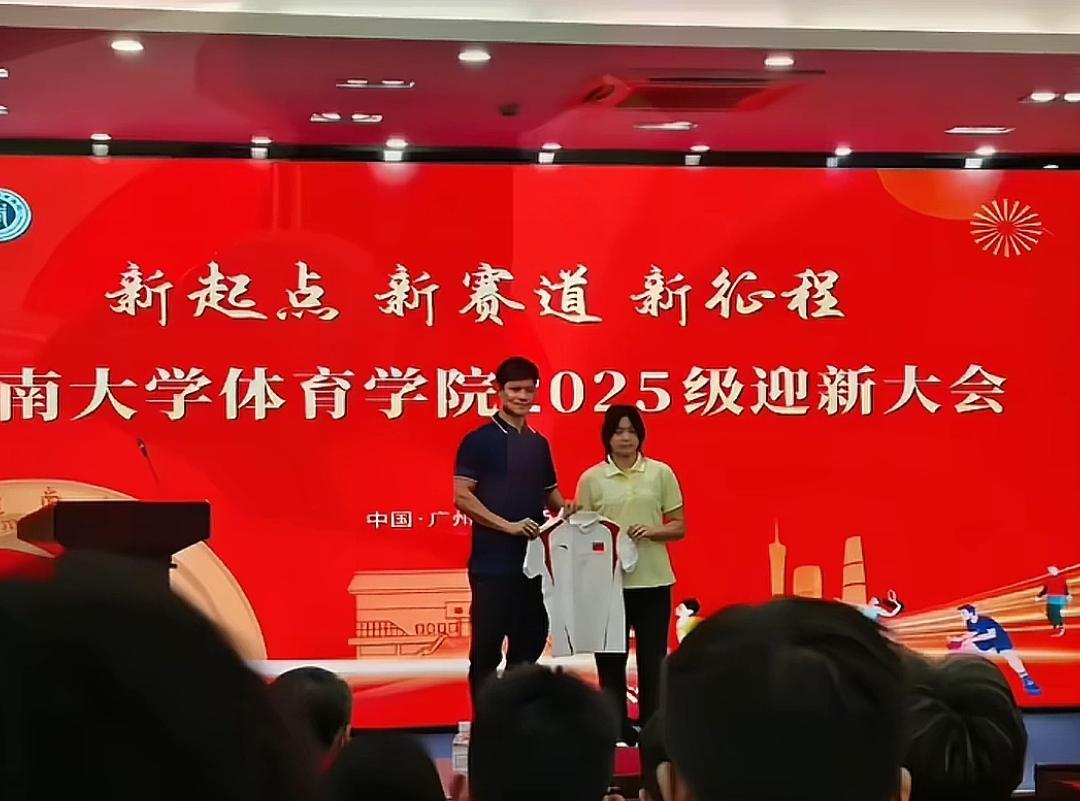 新起点 新赛道 新征程
南大学体育学院2025级迎新大会
中国·广州